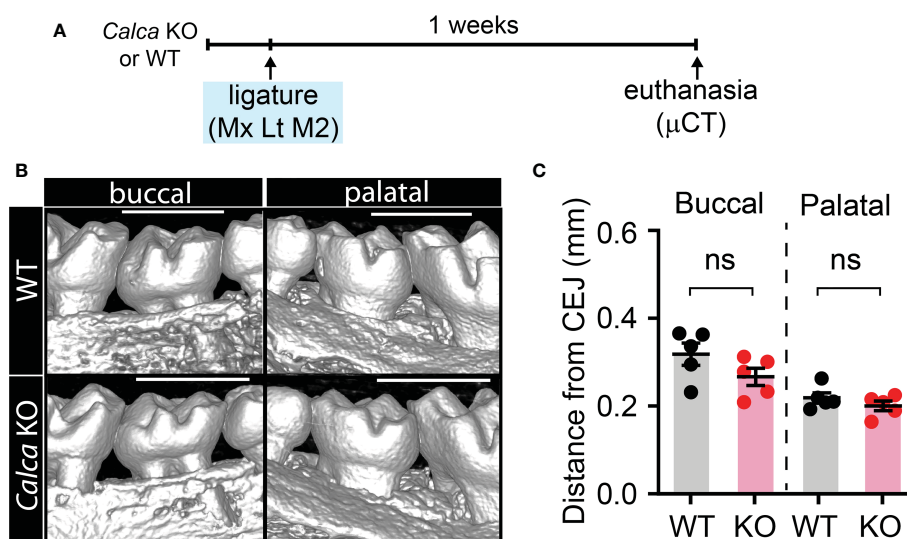 A
Calca KO
or WT
1 weeks
ligature
(Mx Lt M2)
euthanasia
(μCT)
B
buccal
palatal
WT
Calca KO
C
Buccal
Palatal
ns
ns
Distance from CEJ (mm)
0.6
0.4
0.2
0.0
WT
KO
WT
KO